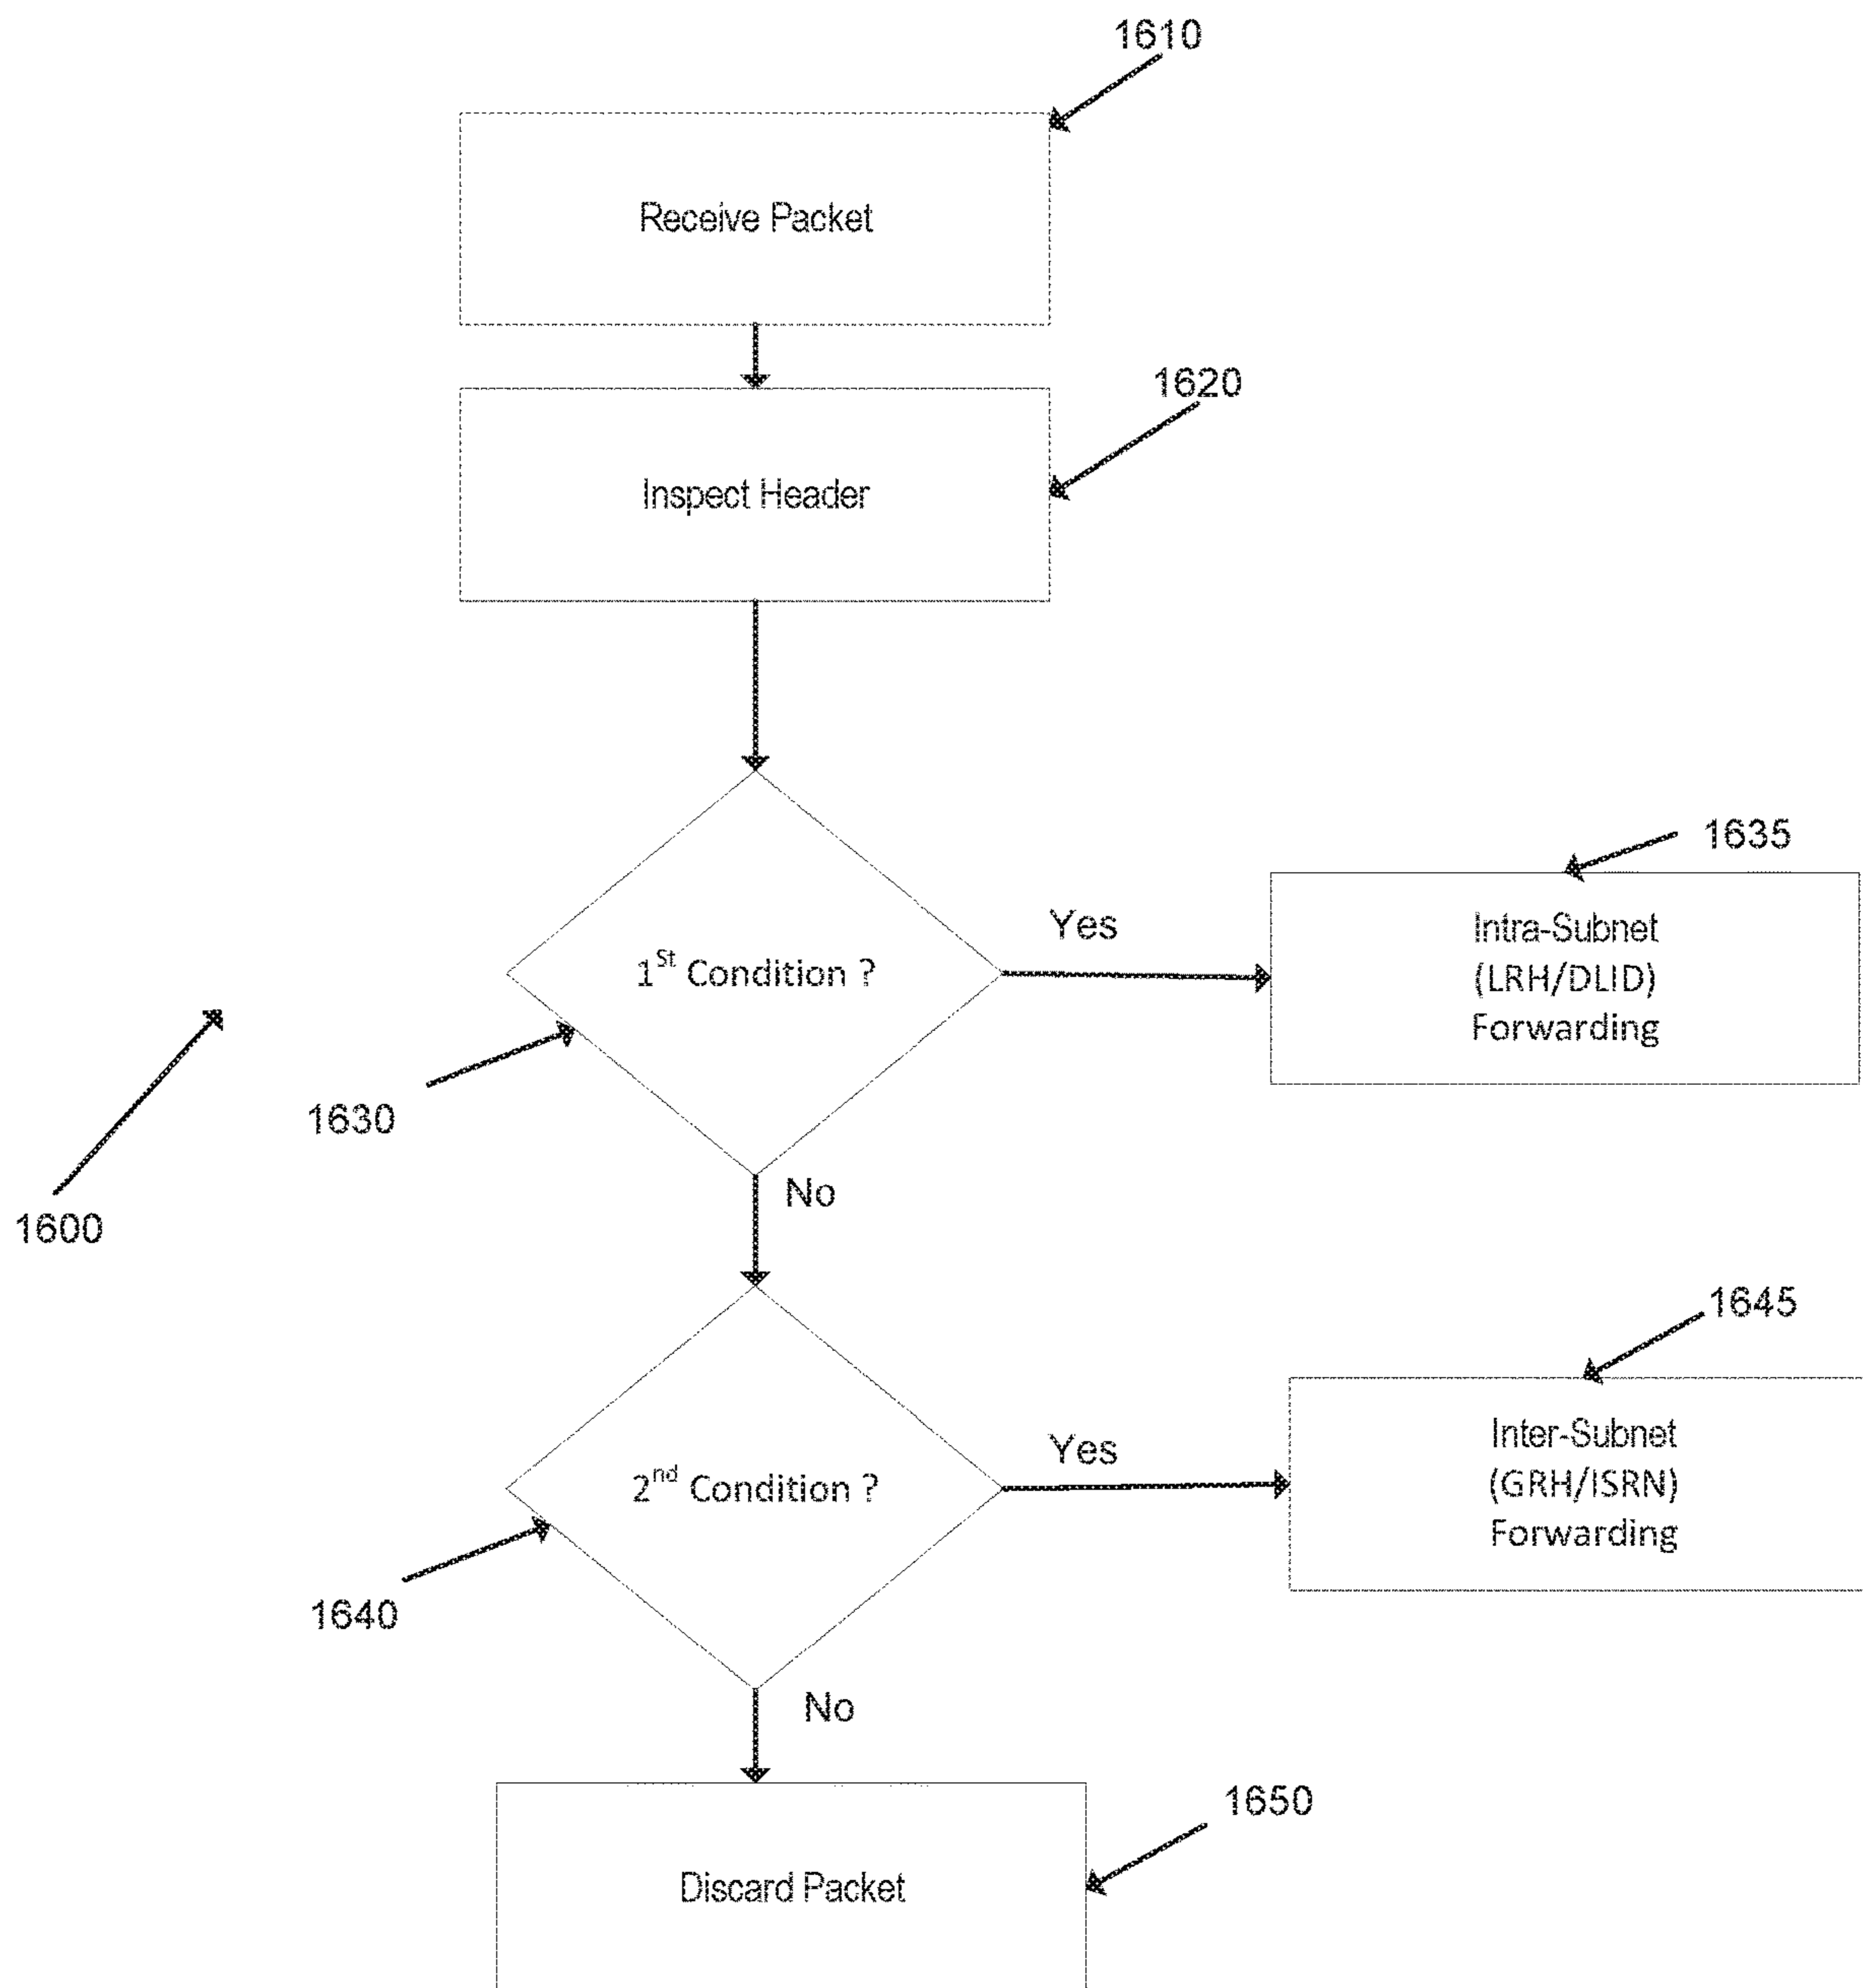 1610
Receive Packet
1620
Inspect Header
1635
Yes
Intra-Subnet
(LRH/DLID)
Forwarding
1St Condition ?
1630
No
1600
1645
Yes
Inter-Subnet
(GRH/ISRN)
Forwarding
2nd Condition ?
1640
No
1650
Discard Packet